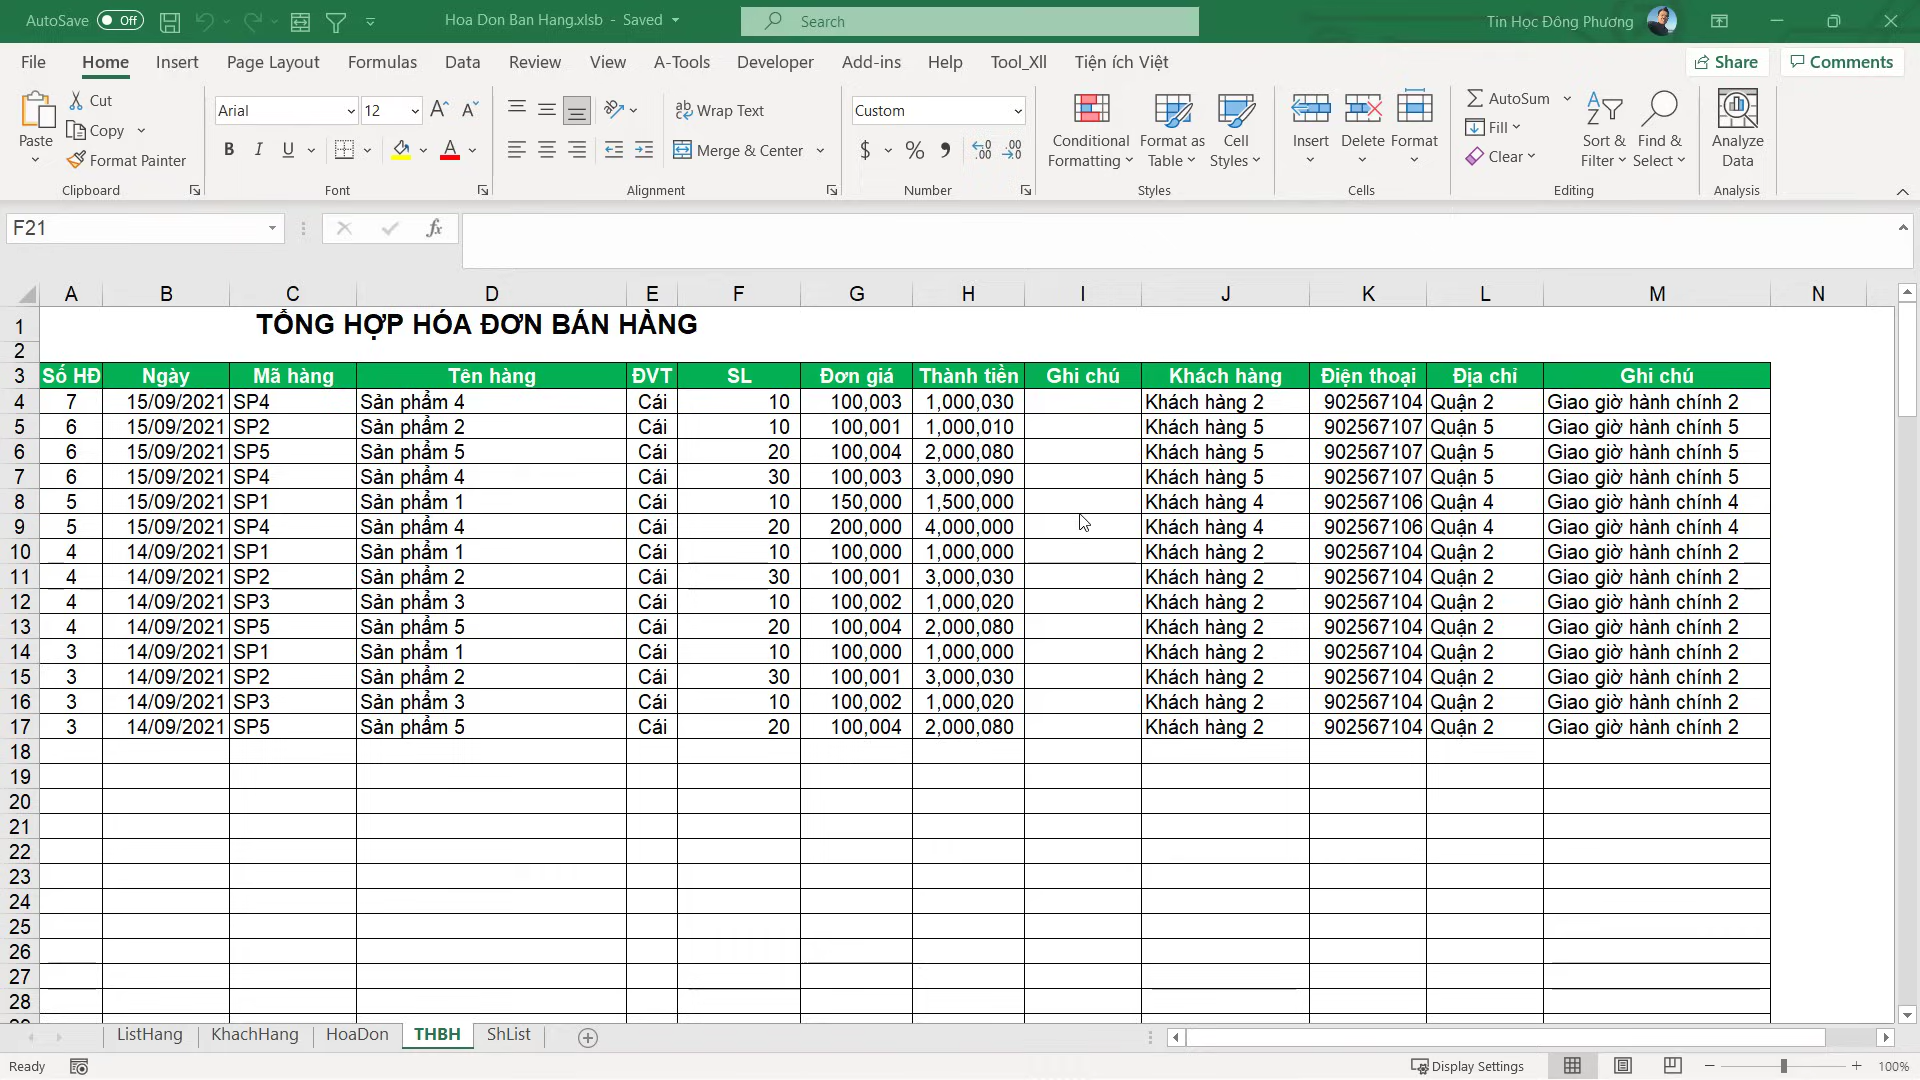 AutoSave Off Hoa Don Ban Hang.xlsb - Saved Search Tin Học Đông Phương
File Home Insert Page Layout Formulas Data Review View A-Tools Developer Add-ins Help Tool_Xll Tiện ích Việt Share Comments
Paste Cut Copy Format Painter Clipboard
Arial 12 B I U A Font
ab Wrap Text Merge & Center Alignment
Custom $ % Number
Conditional Formatting Format as Table Cell Styles Styles
Insert Delete Format Cells
AutoSum Fill Clear Sort & Filter Find & Select Editing
Analyze Data Analysis
F21 fx
A B C D E F G H I J K L M N
1 TỔNG HỢP HÓA ĐƠN BÁN HÀNG
2
3 Số HĐ Ngày Mã hàng Tên hàng ĐVT SL Đơn giá Thành tiền Ghi chú Khách hàng Điện thoại Địa chỉ Ghi chú
4 7 15/09/2021 SP4 Sản phẩm 4 Cái 10 100,003 1,000,030 Khách hàng 2 902567104 Quận 2 Giao giờ hành chính 2
5 6 15/09/2021 SP2 Sản phẩm 2 Cái 10 100,001 1,000,010 Khách hàng 5 902567107 Quận 5 Giao giờ hành chính 5
6 6 15/09/2021 SP5 Sản phẩm 5 Cái 20 100,004 2,000,080 Khách hàng 5 902567107 Quận 5 Giao giờ hành chính 5
7 6 15/09/2021 SP4 Sản phẩm 4 Cái 30 100,003 3,000,090 Khách hàng 5 902567107 Quận 5 Giao giờ hành chính 5
8 5 15/09/2021 SP1 Sản phẩm 1 Cái 10 150,000 1,500,000 Khách hàng 4 902567106 Quận 4 Giao giờ hành chính 4
9 5 15/09/2021 SP4 Sản phẩm 4 Cái 20 200,000 4,000,000 Khách hàng 4 902567106 Quận 4 Giao giờ hành chính 4
10 4 14/09/2021 SP1 Sản phẩm 1 Cái 10 100,000 1,000,000 Khách hàng 2 902567104 Quận 2 Giao giờ hành chính 2
11 4 14/09/2021 SP2 Sản phẩm 2 Cái 30 100,001 3,000,030 Khách hàng 2 902567104 Quận 2 Giao giờ hành chính 2
12 4 14/09/2021 SP3 Sản phẩm 3 Cái 10 100,002 1,000,020 Khách hàng 2 902567104 Quận 2 Giao giờ hành chính 2
13 4 14/09/2021 SP5 Sản phẩm 5 Cái 20 100,004 2,000,080 Khách hàng 2 902567104 Quận 2 Giao giờ hành chính 2
14 3 14/09/2021 SP1 Sản phẩm 1 Cái 10 100,000 1,000,000 Khách hàng 2 902567104 Quận 2 Giao giờ hành chính 2
15 3 14/09/2021 SP2 Sản phẩm 2 Cái 30 100,001 3,000,030 Khách hàng 2 902567104 Quận 2 Giao giờ hành chính 2
16 3 14/09/2021 SP3 Sản phẩm 3 Cái 10 100,002 1,000,020 Khách hàng 2 902567104 Quận 2 Giao giờ hành chính 2
17 3 14/09/2021 SP5 Sản phẩm 5 Cái 20 100,004 2,000,080 Khách hàng 2 902567104 Quận 2 Giao giờ hành chính 2
18
19
20
21
22
23
24
25
26
27
28
ListHang KhachHang HoaDon THBH ShList
Ready Display Settings 100%